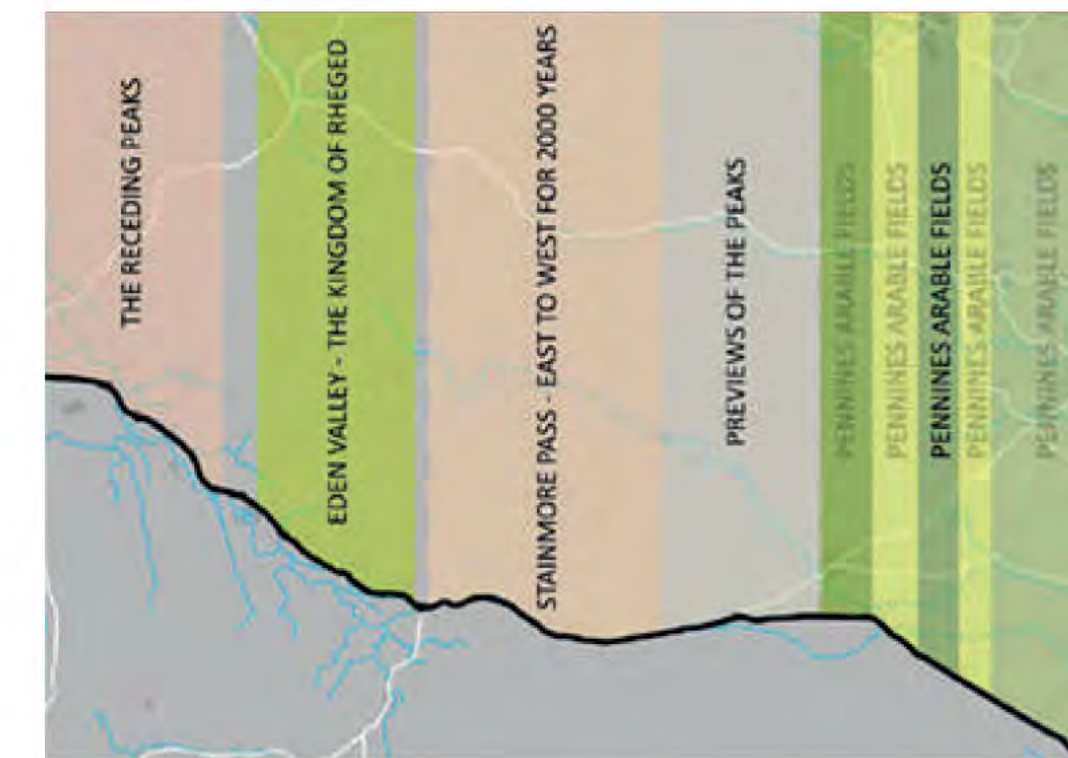 THE RECEDING PEAKS
EDEN VALLEY - THE KINGDOM OF RHEGED
STAINMORE PASS - EAST TO WEST FOR 2000 YEARS
PREVIEWS OF THE PEAKS
PENNINES ARABLE FIELDS
PENNINES ARABLE FIELDS
PENNINES ARABLE FIELDS
PENNINES ARABLE FIELDS
PENNINES ARABLE FIELDS